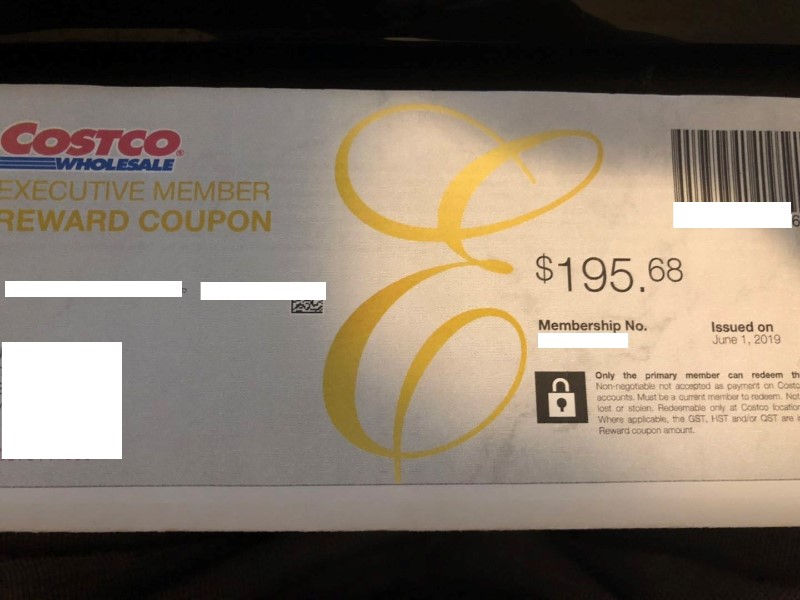 COSTCO
WHOLESALE
EXECUTIVE MEMBER
REWARD COUPON
$195.68
Membership No.
Issued on
June 1, 2019
Only the primary member can redeem
Non-negotiable not accepted as payment on
accounts. Must be a current member to redeem. Not
lost or stolen. Redeemable only at Costco
Where applicable, the GST, HST and/or QST are
Reward coupon amount.